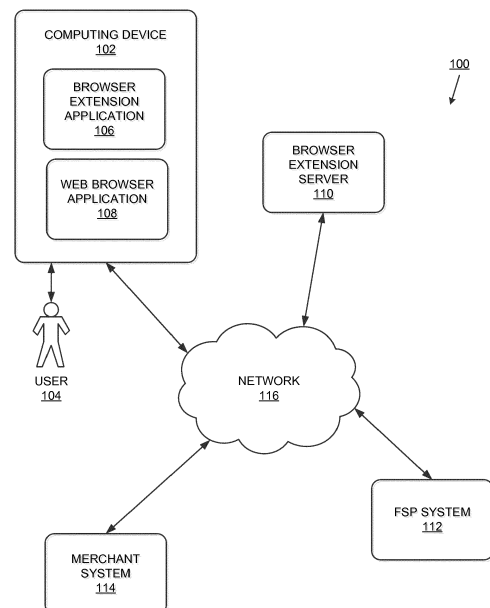 COMPUTING DEVICE
102
BROWSER
EXTENSION
APPLICATION
106
WEB BROWSER
APPLICATION
108
100
BROWSER
EXTENSION
SERVER
110
USER
104
NETWORK
116
FSP SYSTEM
112
MERCHANT
SYSTEM
114